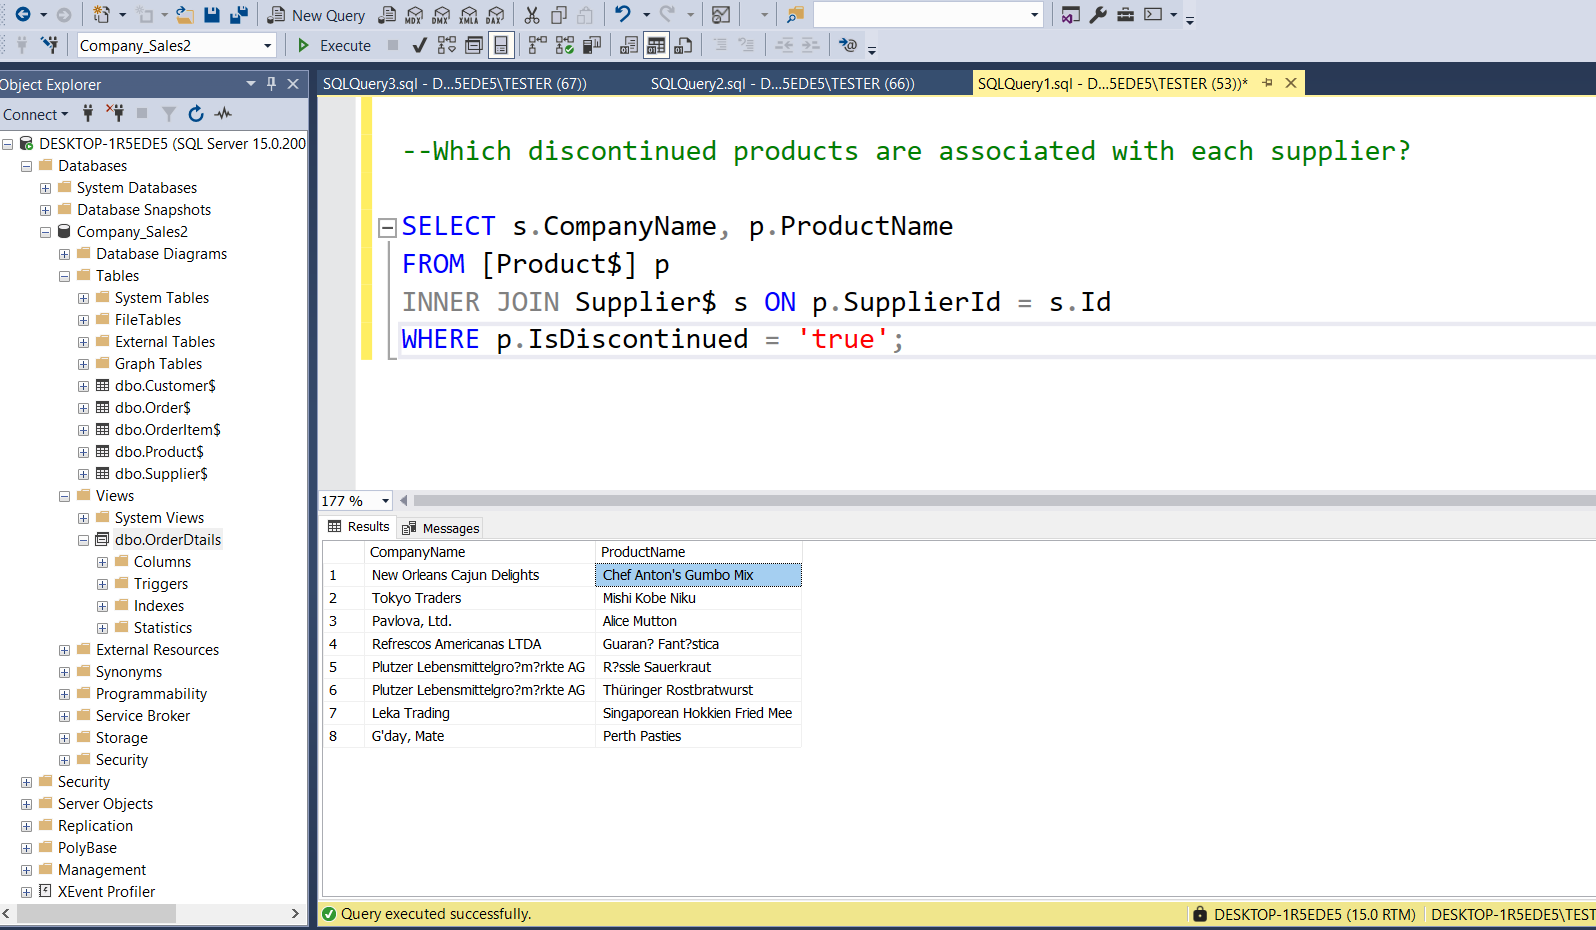 New Query
MDX
DMX
XMLA
DAX
Company_Sales2
Execute
Object Explorer
SQLQuery3.sql - D...5EDE5\TESTER (67))
SQLQuery2.sql - D...5EDE5\TESTER (66))
SQLQuery1.sql - D...5EDE5\TESTER (53))*
Connect
DESKTOP-1R5EDE5 (SQL Server 15.0.200
Databases
System Databases
Database Snapshots
Company_Sales2
Database Diagrams
Tables
System Tables
FileTables
External Tables
Graph Tables
dbo.Customer$
dbo.Order$
dbo.OrderItem$
dbo.Product$
dbo.Supplier$
Views
System Views
dbo.OrderDtails
Columns
Triggers
Indexes
Statistics
External Resources
Synonyms
Programmability
Service Broker
Storage
Security
Security
Server Objects
Replication
PolyBase
Management
XEvent Profiler
--Which discontinued products are associated with each supplier?
SELECT s.CompanyName, p.ProductName
FROM [Product$] p
INNER JOIN Supplier$ s ON p.SupplierId = s.Id
WHERE p.IsDiscontinued = 'true';
177 %
Results Messages
CompanyName ProductName
1 New Orleans Cajun Delights Chef Anton's Gumbo Mix
2 Tokyo Traders Mishi Kobe Niku
3 Pavlova, Ltd. Alice Mutton
4 Refrescos Americanas LTDA Guaran? Fant?stica
5 Plutzer Lebensmittelgro?m?rkte AG R?ssle Sauerkraut
6 Plutzer Lebensmittelgro?m?rkte AG Thüringer Rostbratwurst
7 Leka Trading Singaporean Hokkien Fried Mee
8 G'day, Mate Perth Pasties
Query executed successfully.
DESKTOP-1R5EDE5 (15.0 RTM)
DESKTOP-1R5EDE5\TEST